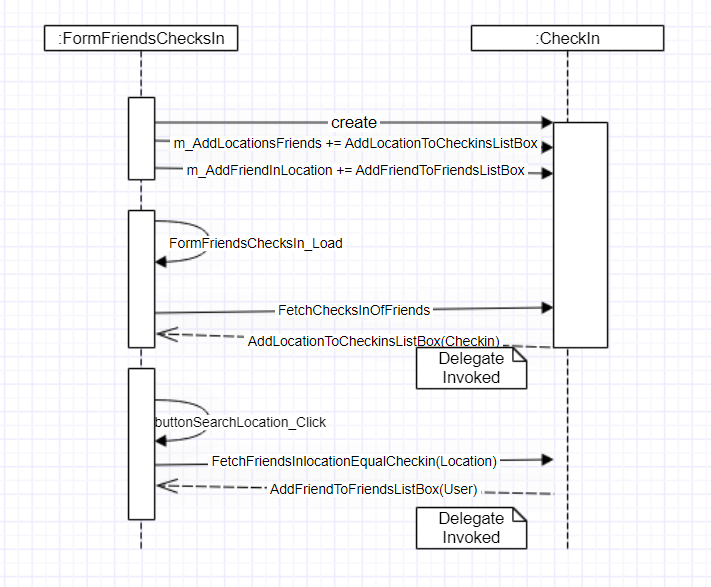 :FormFriendsChecksIn
:CheckIn
create
m_AddLocationsFriends += AddLocationToCheckinsListBox
m_AddFriendInLocation += AddFriendToFriendsListBox
FormFriendsChecksIn_Load
FetchChecksInOfFriends
AddLocationToCheckinsListBox(Checkin)
Delegate
Invoked
buttonSearchLocation_Click
FetchFriendsInlocationEqualCheckin(Location)
AddFriendToFriendsListBox(User)
Delegate
Invoked